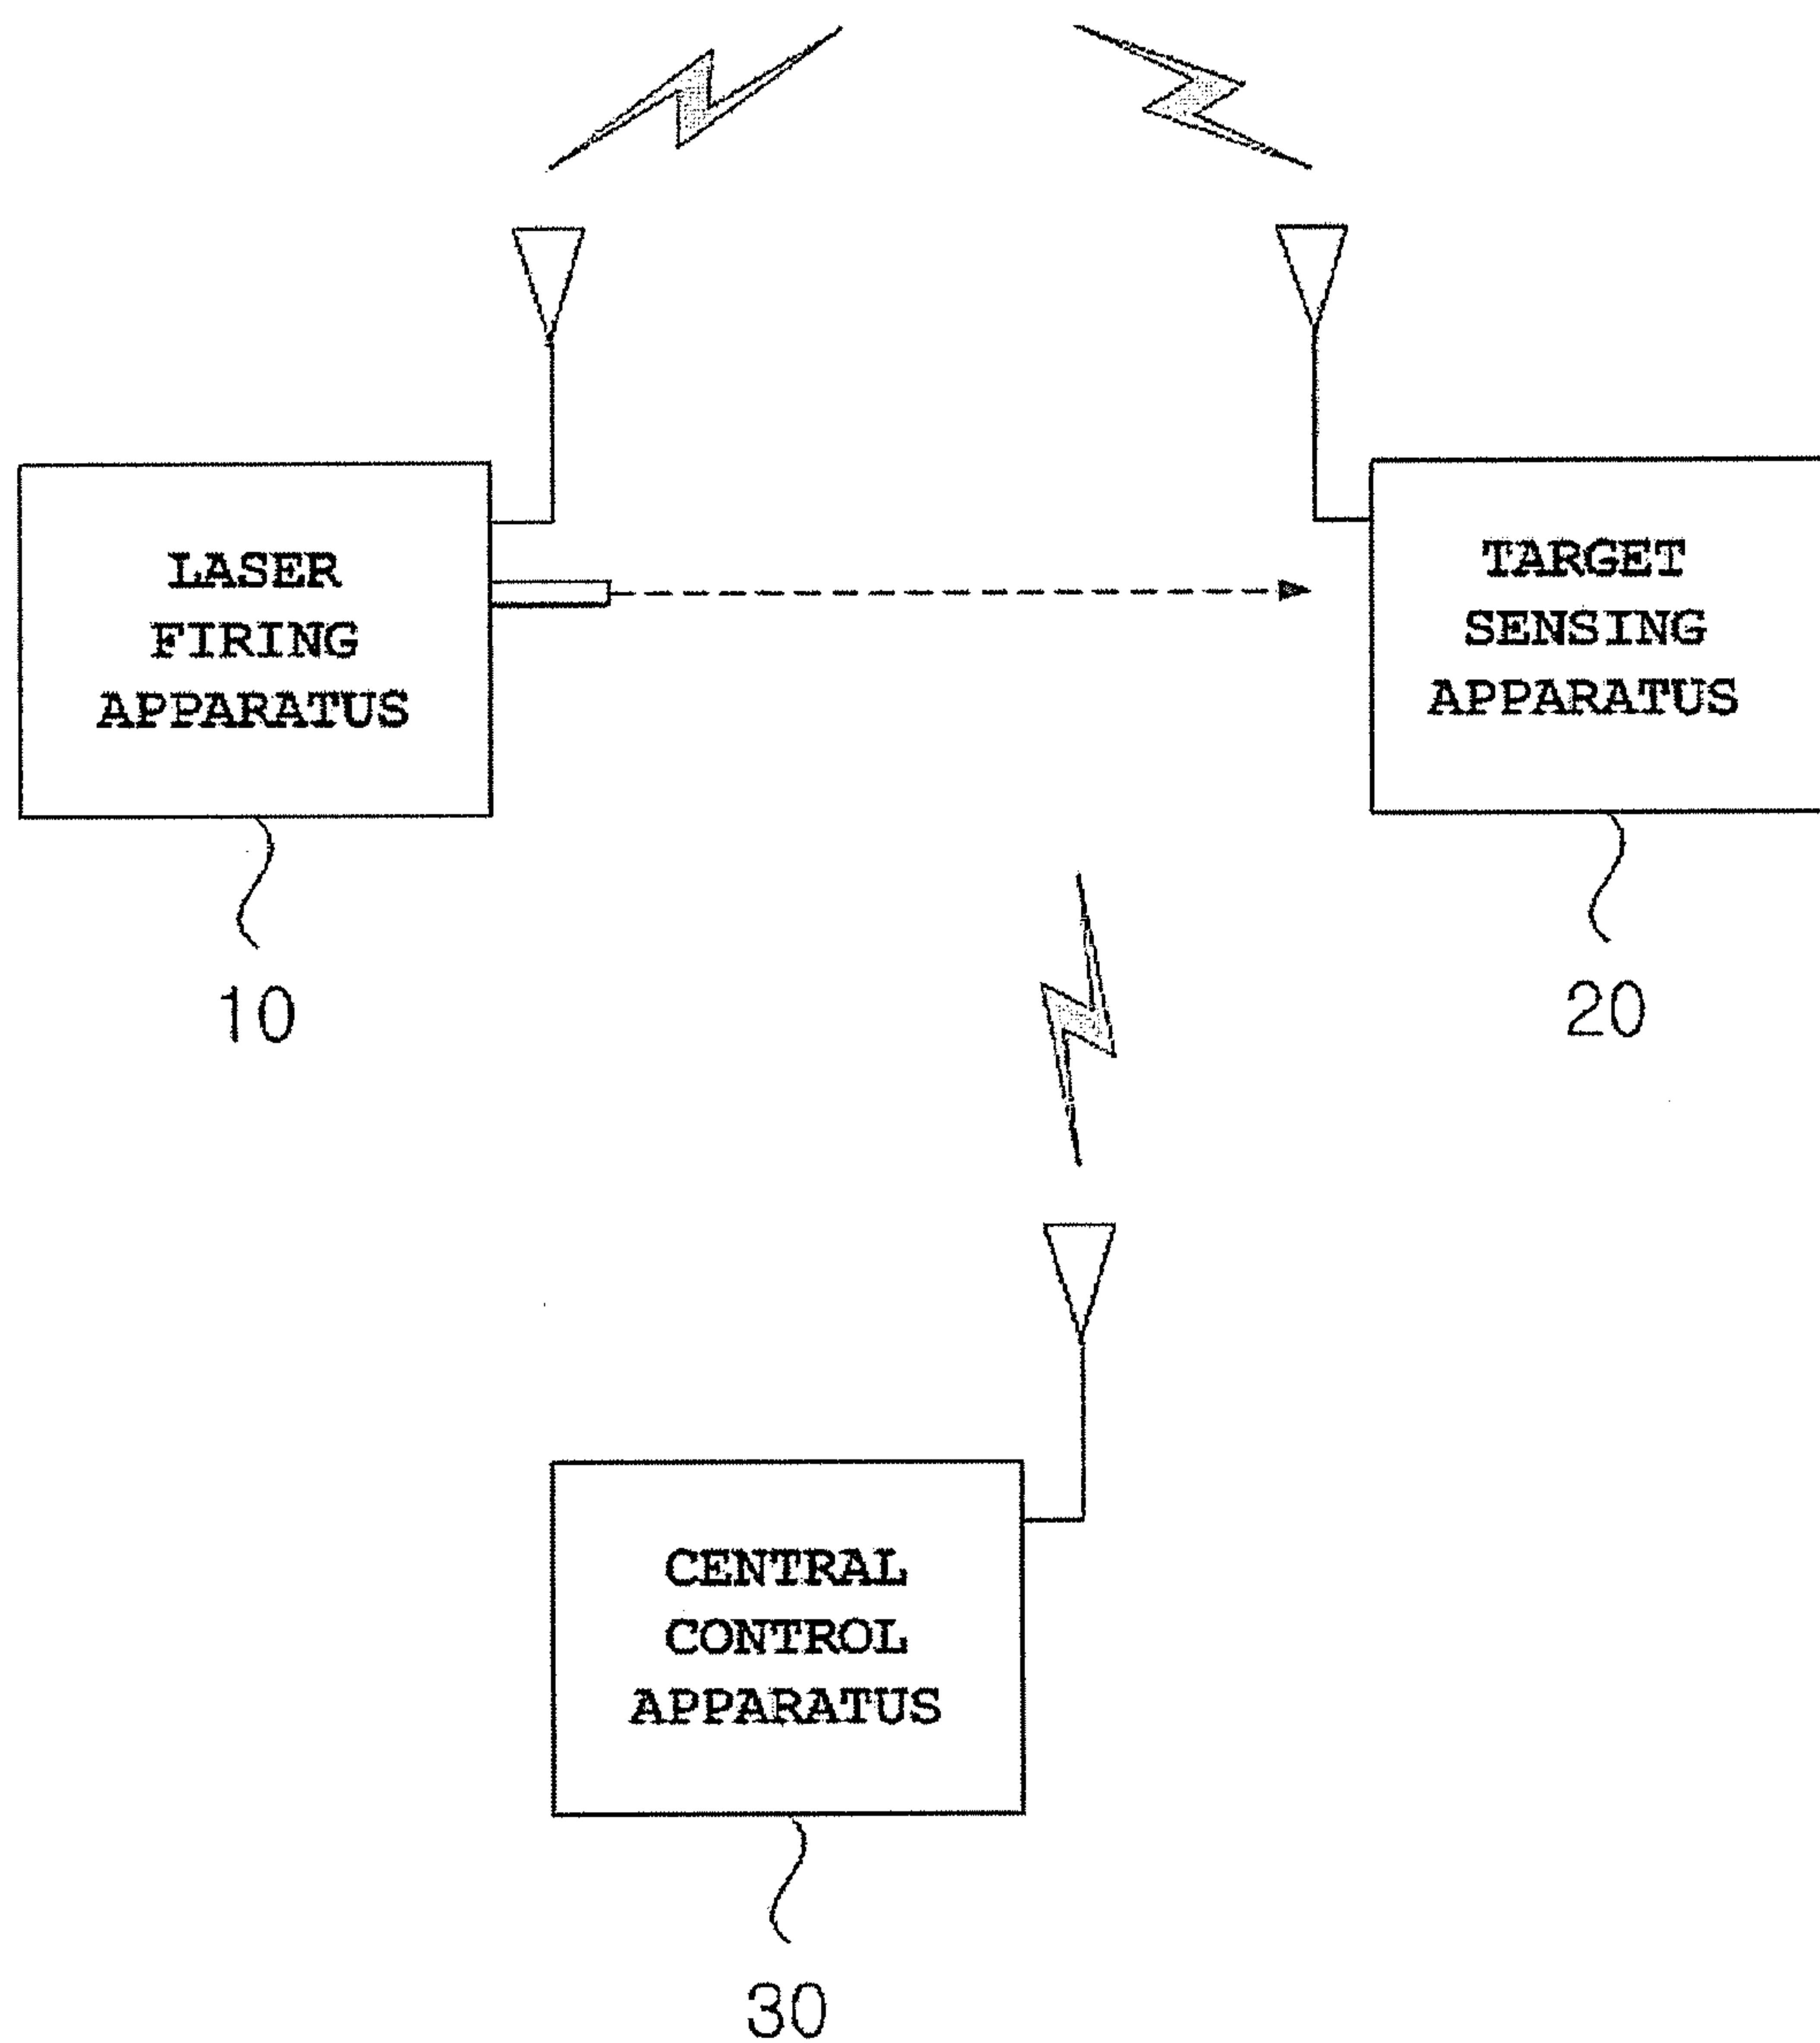 LASER
FIRING
APPARATUS
10
TARGET
SENSING
APPARATUS
20
CENTRAL
CONTROL
APPARATUS
30